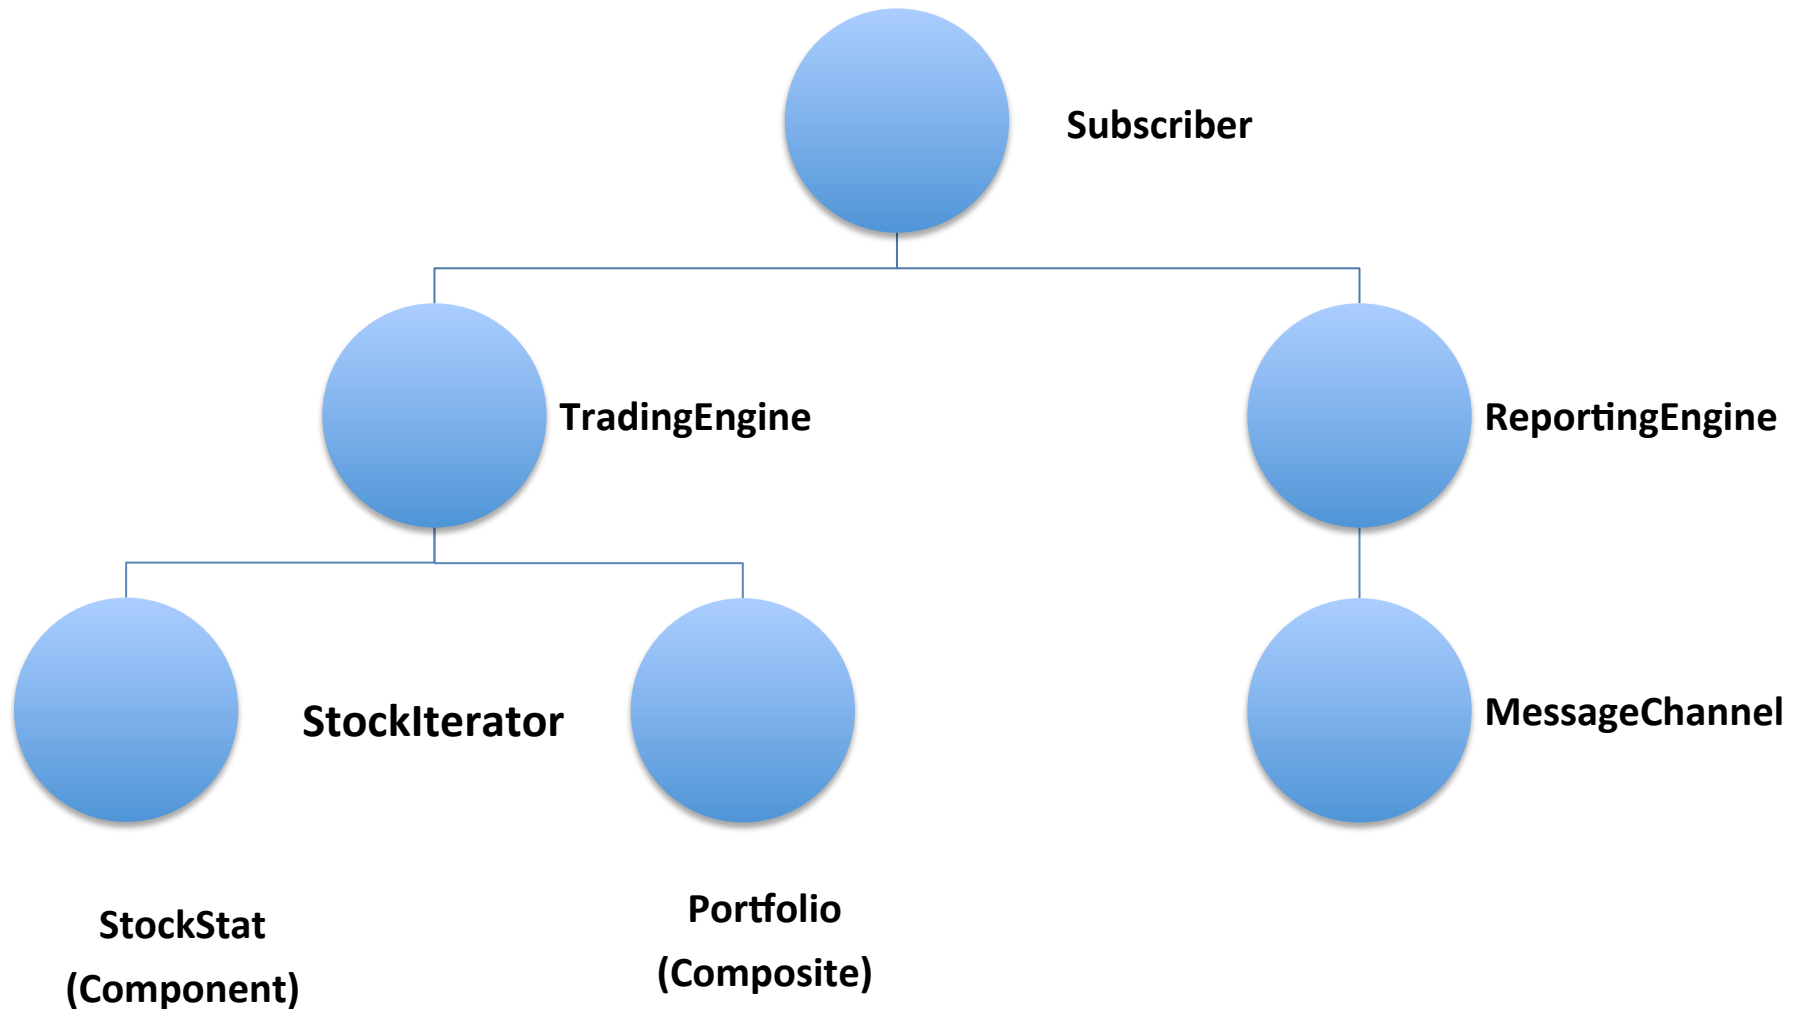 Subscriber
TradingEngine
ReportingEngine
StockIterator
MessageChannel
StockStat
(Component)
Portfolio
(Composite)